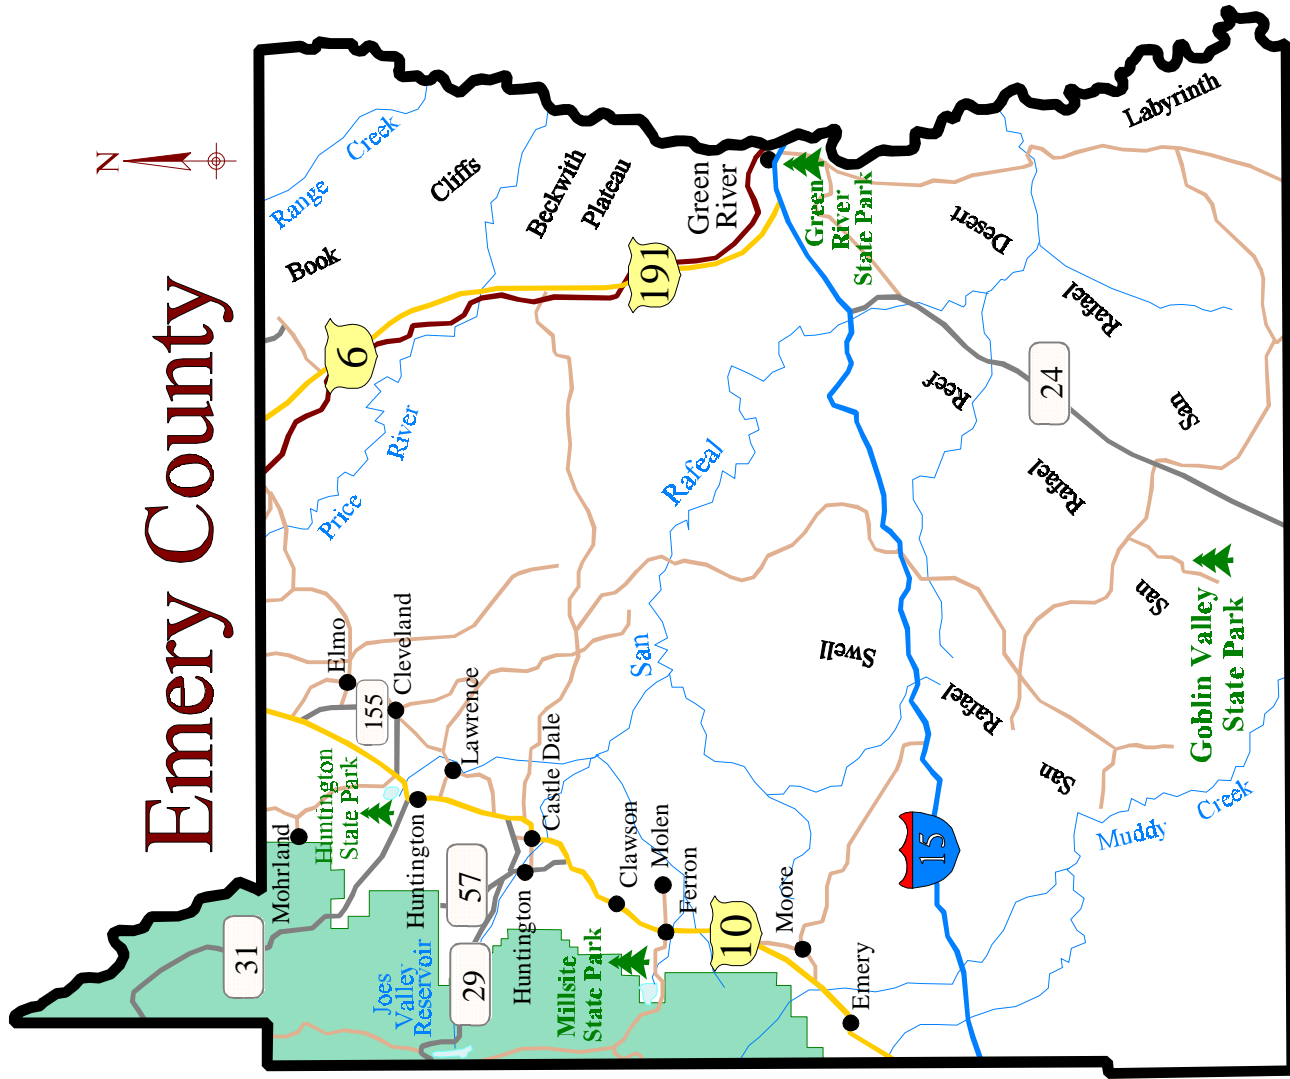 Emery County
N
Range
Creek
Book
Cliffs
Beckwith
Plateau
6
191
Price
River
Green
River
Green
River
State Park
Labyrinth
Desert
Rafael
San
24
Reef
Rafael
San
Goblin Valley
State Park
San
Rafeal
Swell
Rafael
San
Muddy
Creek
15
Elmo
155
Cleveland
Lawrence
Huntington
State Park
Mohrland
Huntington
Castle Dale
57
Huntington
Clawson
Molen
Ferron
10
Moore
Emery
31
Joes
Valley
Reservoir
29
Millsite
State Park